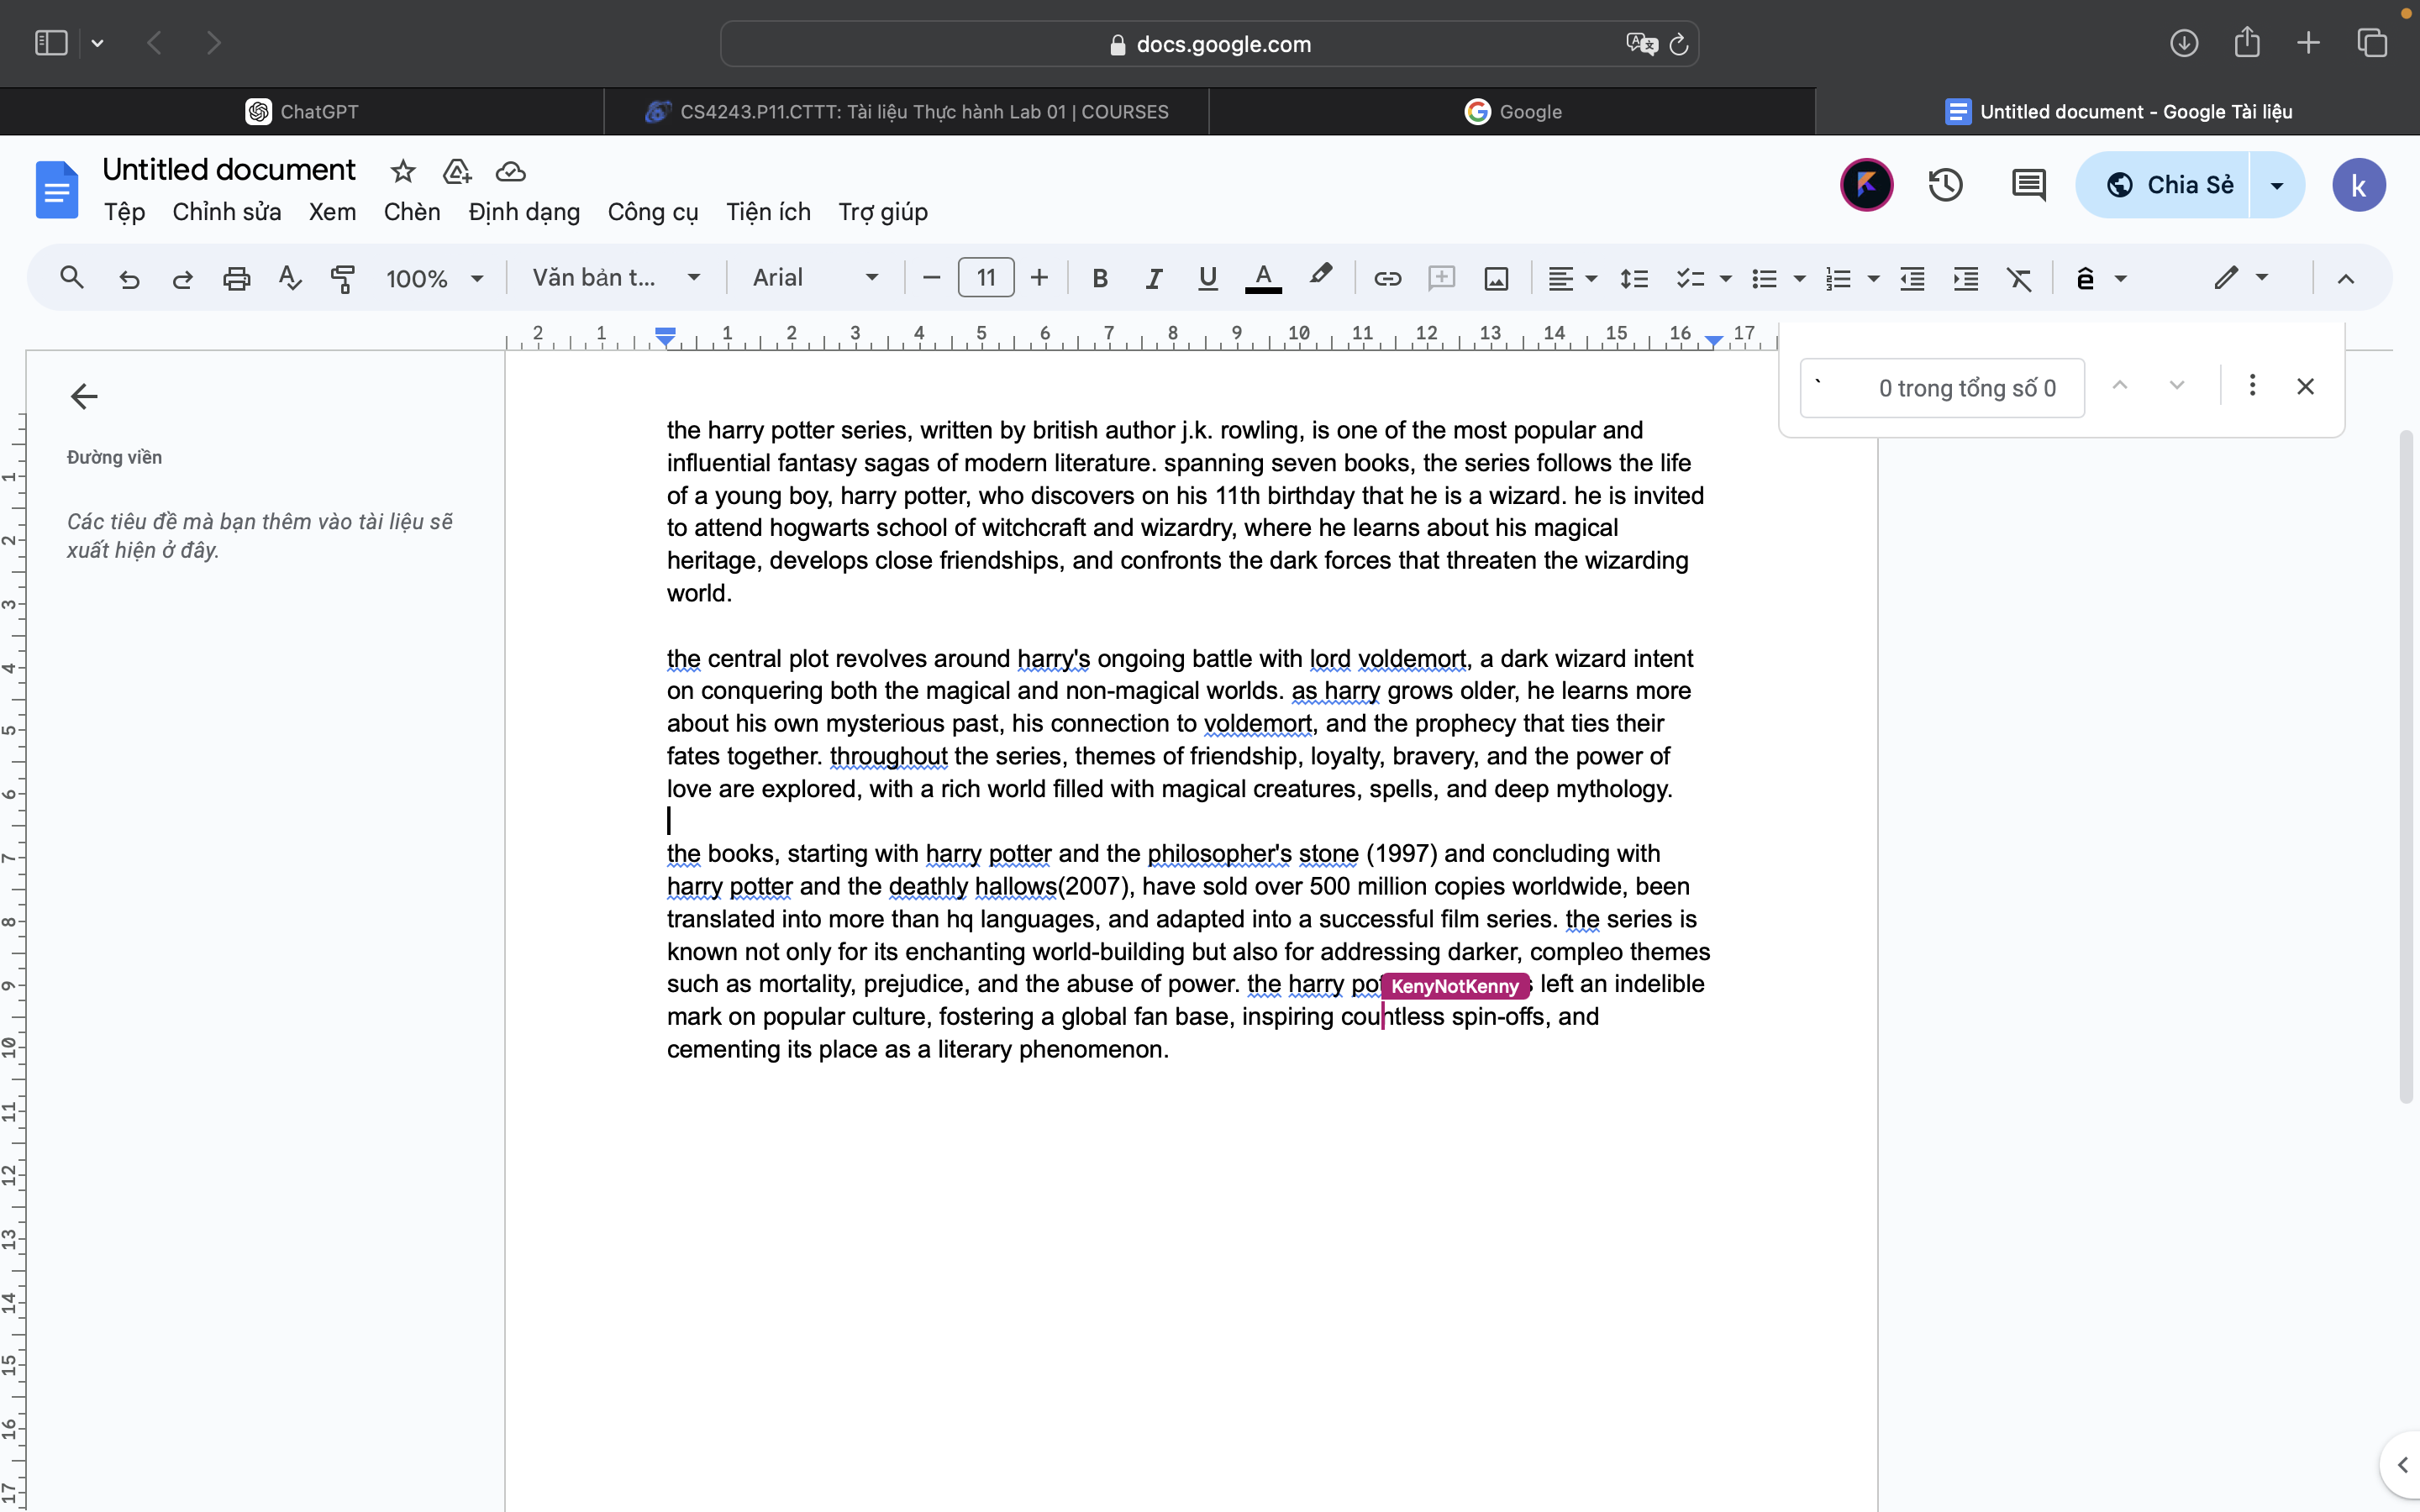 docs.google.com
ChatGPT
CS4243.P11.CTTT: Tài liệu Thực hành Lab 01 | COURSES
Google
Untitled document - Google Tài liệu
Untitled document
Chia Sẻ
k
Tệp Chỉnh sửa Xem Chèn Định dạng Công cụ Tiện ích Trợ giúp
100% Văn bản t... Arial 11 B I U A ê
2 1 1 2 3 4 5 6 7 8 9 10 11 12 13 14 15 16 17
` 0 trong tổng số 0
Đường viền
Các tiêu đề mà bạn thêm vào tài liệu sẽ
xuất hiện ở đây.
the harry potter series, written by british author j.k. rowling, is one of the most popular and
influential fantasy sagas of modern literature. spanning seven books, the series follows the life
of a young boy, harry potter, who discovers on his 11th birthday that he is a wizard. he is invited
to attend hogwarts school of witchcraft and wizardry, where he learns about his magical
heritage, develops close friendships, and confronts the dark forces that threaten the wizarding
world.
the central plot revolves around harry's ongoing battle with lord voldemort, a dark wizard intent
on conquering both the magical and non-magical worlds. as harry grows older, he learns more
about his own mysterious past, his connection to voldemort, and the prophecy that ties their
fates together. throughout the series, themes of friendship, loyalty, bravery, and the power of
love are explored, with a rich world filled with magical creatures, spells, and deep mythology.
the books, starting with harry potter and the philosopher's stone (1997) and concluding with
harry potter and the deathly hallows(2007), have sold over 500 million copies worldwide, been
translated into more than hq languages, and adapted into a successful film series. the series is
known not only for its enchanting world-building but also for addressing darker, compleo themes
such as mortality, prejudice, and the abuse of power. the harry pot KenyNotKenny left an indelible
mark on popular culture, fostering a global fan base, inspiring countless spin-offs, and
cementing its place as a literary phenomenon.
1
2
3
4
5
6
7
8
9
10
11
12
13
14
15
16
17